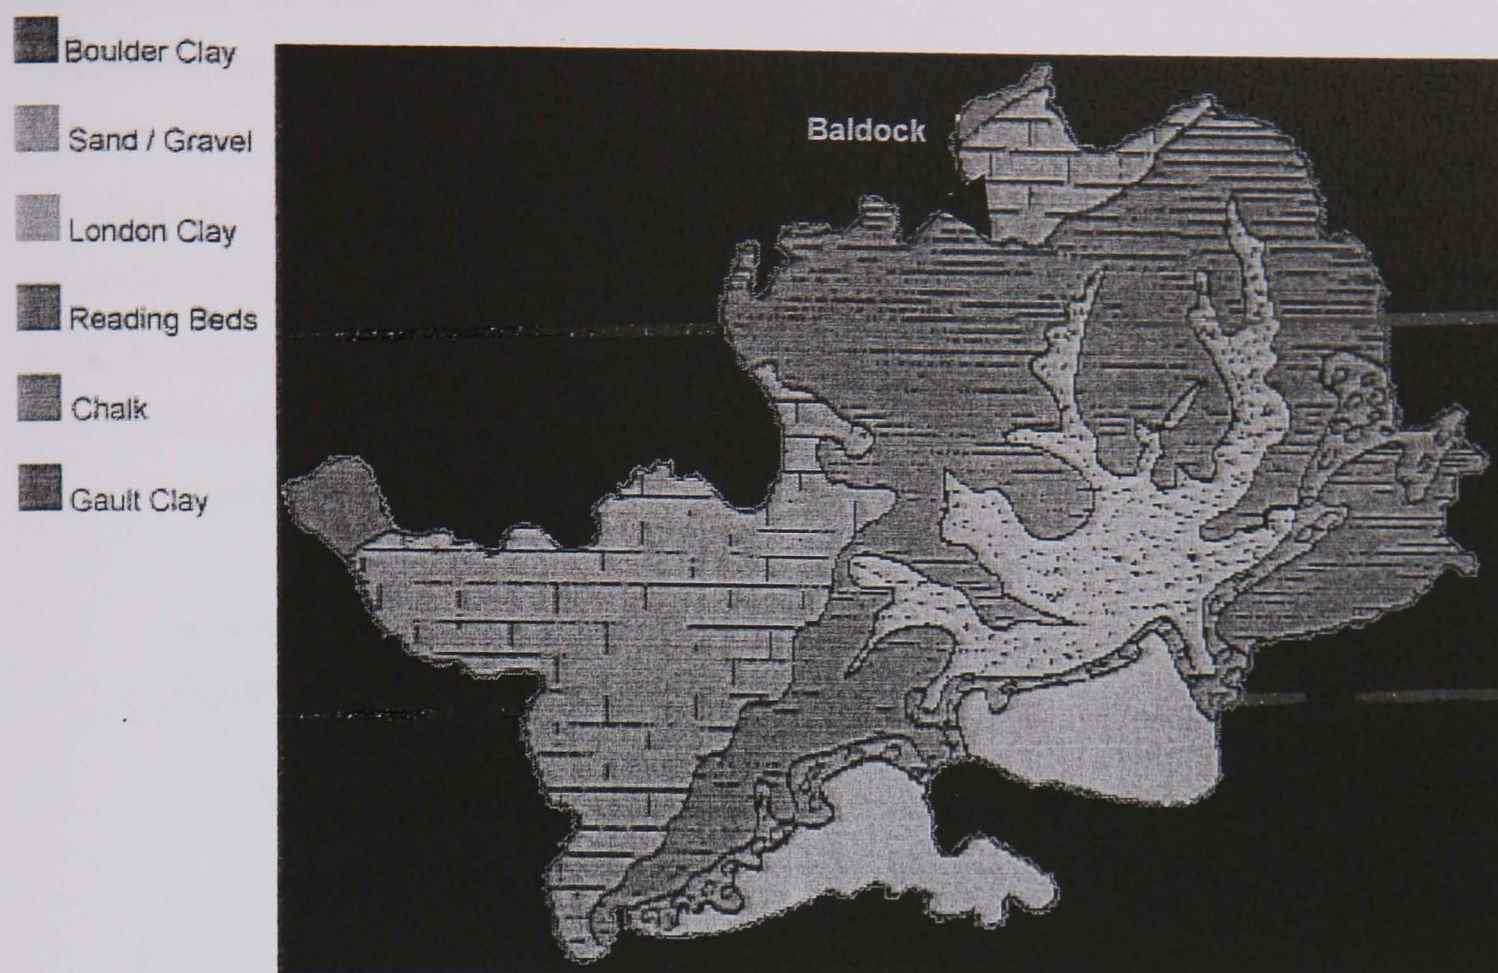 Boulder Clay
Sand / Gravel
London Clay
Reading Beds
Chalk
Gault Clay
Baldock